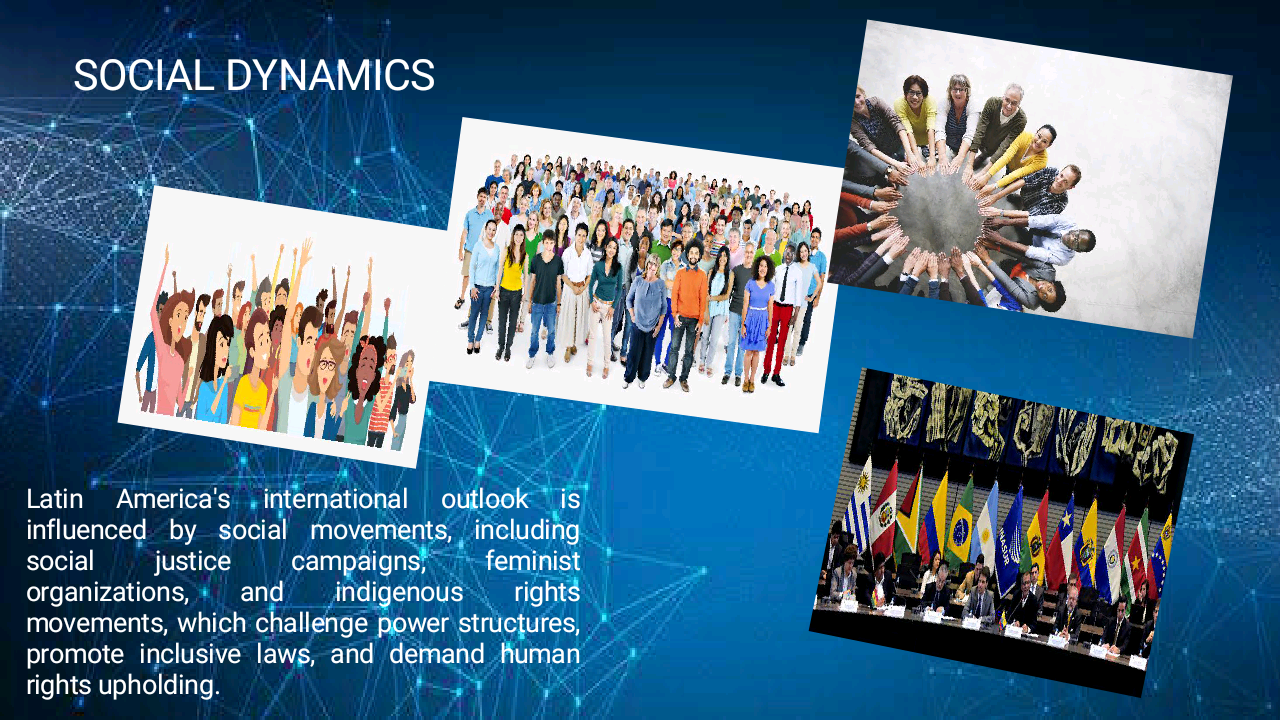 SOCIAL DYNAMICS
Latin America's international outlook is
influenced by social movements, including
social justice campaigns, feminist
organizations, and indigenous rights
movements, which challenge power structures,
promote inclusive laws, and demand human
rights upholding.
UNASUR